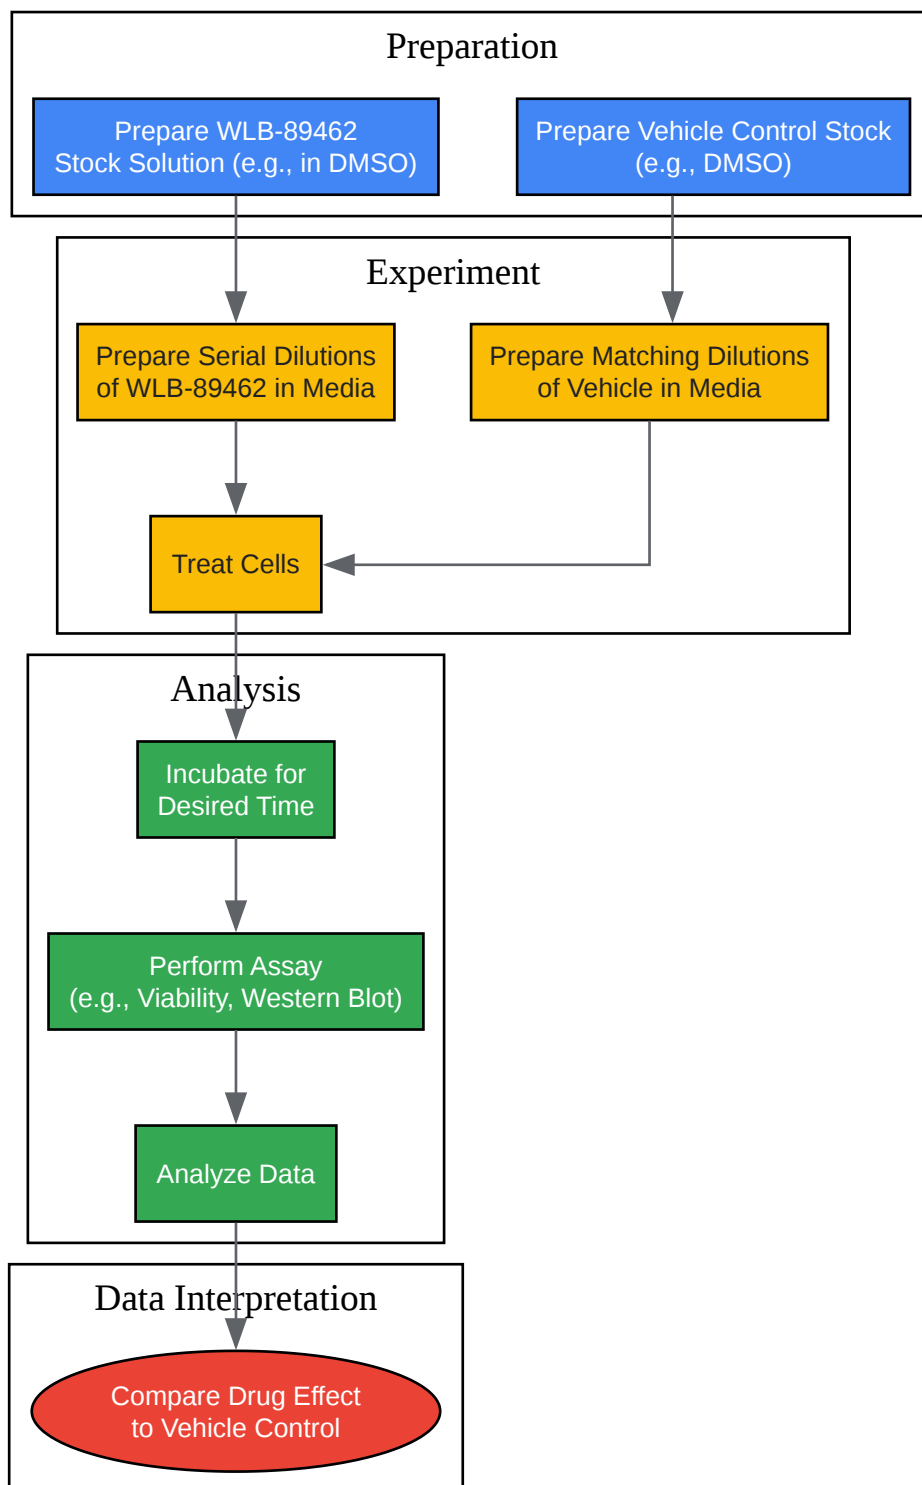 Preparation
Prepare WLB-89462
Stock Solution (e.g., in DMSO)
Prepare Vehicle Control Stock
(e.g., DMSO)
Experiment
Prepare Serial Dilutions
of WLB-89462 in Media
Prepare Matching Dilutions
of Vehicle in Media
Treat Cells
Analysis
Incubate for
Desired Time
Perform Assay
(e.g., Viability, Western Blot)
Analyze Data
Data Interpretation
Compare Drug Effect
to Vehicle Control